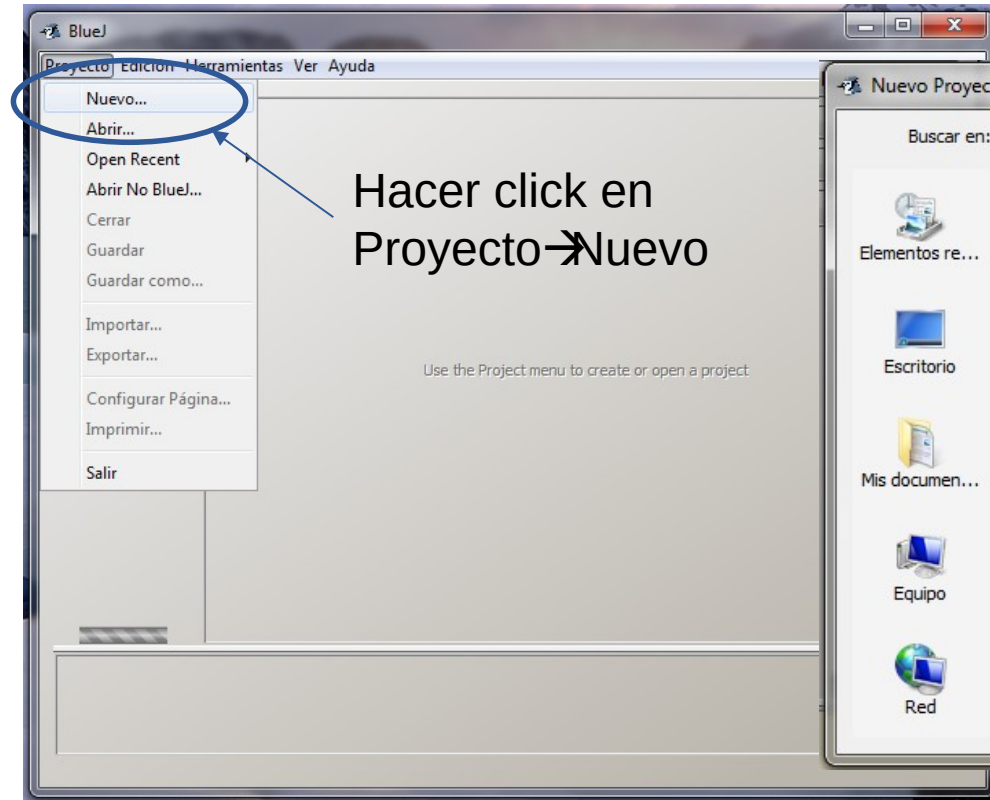 BlueJ
Proyecto Edición Herramientas Ver Ayuda
Nuevo...
Abrir...
Open Recent
Abrir No BlueJ...
Cerrar
Guardar
Guardar como...
Importar...
Exportar...
Configurar Página...
Imprimir...
Salir
Hacer click en
Proyecto→Nuevo
Use the Project menu to create or open a project
Nuevo Proyec
Buscar en:
Elementos re...
Escritorio
Mis documen...
Equipo
Red